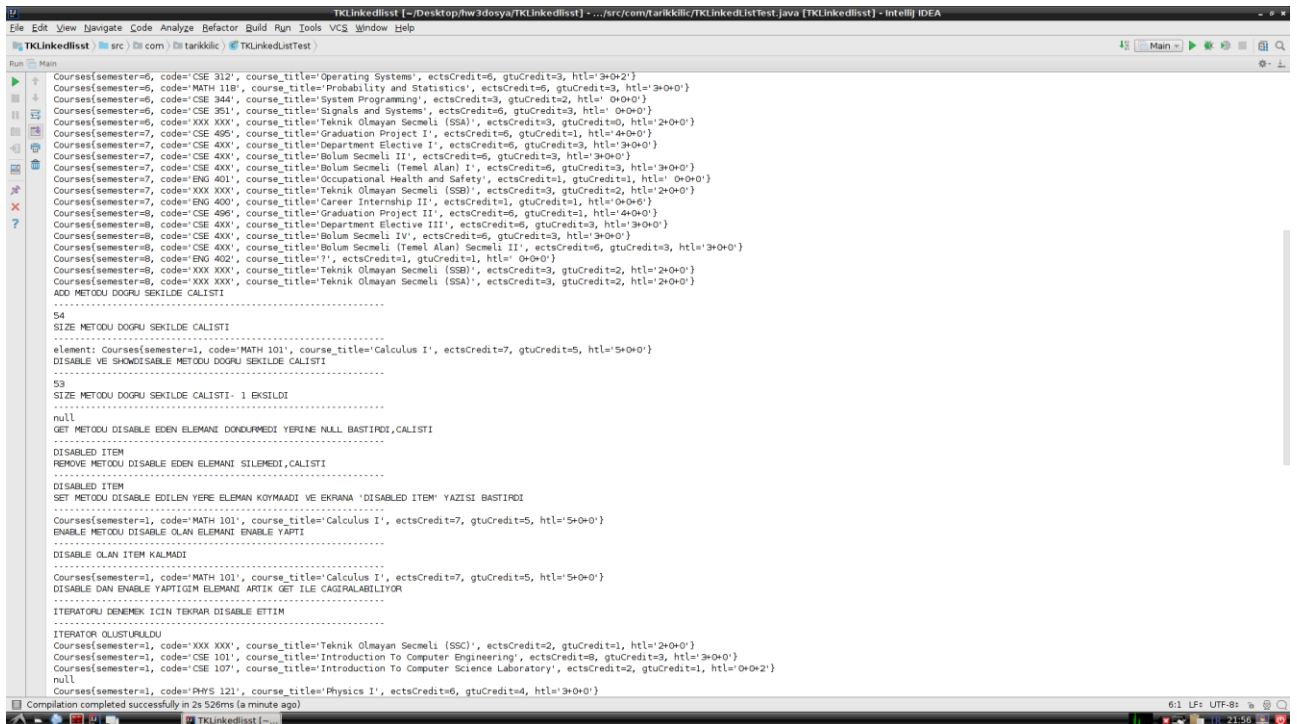 TKLinkedlisst [~/Desktop/hw3dosya/TKLinkedlisst] - .../src/com/tarikkilic/TKLinkedListTest.java [TKLinkedlisst] - IntelliJ IDEA
File Edit View Navigate Code Analyze Refactor Build Run Tools VCS Window Help
TKLinkedlisst src com tarikkilic TKLinkedListTest Main
Run Main
Courses{semester=6, code='CSE 312', course_title='Operating Systems', ectsCredit=6, gtuCredit=3, htl='3+0+2'}
Courses{semester=6, code='MATH 118', course_title='Probability and Statistics', ectsCredit=6, gtuCredit=3, htl='3+0+0'}
Courses{semester=6, code='CSE 344', course_title='System Programming', ectsCredit=3, gtuCredit=2, htl=' 0+0+0'}
Courses{semester=6, code='CSE 351', course_title='Signals and Systems', ectsCredit=6, gtuCredit=3, htl=' 0+0+0'}
Courses{semester=6, code='XXX XXX', course_title='Teknik Olmayan Secmeli (SSA)', ectsCredit=3, gtuCredit=0, htl='2+0+0'}
Courses{semester=7, code='CSE 495', course_title='Graduation Project I', ectsCredit=6, gtuCredit=1, htl='4+0+0'}
Courses{semester=7, code='CSE 4XX', course_title='Department Elective I', ectsCredit=6, gtuCredit=3, htl='3+0+0'}
Courses{semester=7, code='CSE 4XX', course_title='Bolum Secmeli II', ectsCredit=6, gtuCredit=3, htl='3+0+0'}
Courses{semester=7, code='CSE 4XX', course_title='Bolum Secmeli (Temel Alan) I', ectsCredit=6, gtuCredit=3, htl='3+0+0'}
Courses{semester=7, code='ENG 401', course_title='Occupational Health and Safety', ectsCredit=1, gtuCredit=1, htl=' 0+0+0'}
Courses{semester=7, code='XXX XXX', course_title='Teknik Olmayan Secmeli (SSB)', ectsCredit=3, gtuCredit=2, htl='2+0+0'}
Courses{semester=7, code='ENG 400', course_title='Career Internship II', ectsCredit=1, gtuCredit=1, htl='0+0+6'}
Courses{semester=8, code='CSE 496', course_title='Graduation Project II', ectsCredit=6, gtuCredit=1, htl='4+0+0'}
Courses{semester=8, code='CSE 4XX', course_title='Department Elective III', ectsCredit=6, gtuCredit=3, htl='3+0+0'}
Courses{semester=8, code='CSE 4XX', course_title='Bolum Secmeli IV', ectsCredit=6, gtuCredit=3, htl='3+0+0'}
Courses{semester=8, code='CSE 4XX', course_title='Bolum Secmeli (Temel Alan) Secmeli II', ectsCredit=6, gtuCredit=3, htl='3+0+0'}
Courses{semester=8, code='ENG 402', course_title='?', ectsCredit=1, gtuCredit=1, htl=' 0+0+0'}
Courses{semester=8, code='XXX XXX', course_title='Teknik Olmayan Secmeli (SSB)', ectsCredit=3, gtuCredit=2, htl='2+0+0'}
Courses{semester=8, code='XXX XXX', course_title='Teknik Olmayan Secmeli (SSA)', ectsCredit=3, gtuCredit=2, htl='2+0+0'}
ADD METODU DOGRU SEKILDE CALISTI
------------------------------------------------------------
54
SIZE METODU DOGRU SEKILDE CALISTI
------------------------------------------------------------
element: Courses{semester=1, code='MATH 101', course_title='Calculus I', ectsCredit=7, gtuCredit=5, htl='5+0+0'}
DISABLE VE SHOWDISABLE METODU DOGRU SEKILDE CALISTI
------------------------------------------------------------
53
SIZE METODU DOGRU SEKILDE CALISTI- 1 EKSILDI
------------------------------------------------------------
null
GET METODU DISABLE EDEN ELEMANI DONDURMEDI YERINE NULL BASTIRDI,CALISTI
------------------------------------------------------------
DISABLED ITEM
REMOVE METODU DISABLE EDEN ELEMANI SILEMEDI,CALISTI
------------------------------------------------------------
DISABLED ITEM
SET METODU DISABLE EDILEN YERE ELEMAN KOYMAADI VE EKRANA 'DISABLED ITEM' YAZISI BASTIRDI
------------------------------------------------------------
Courses{semester=1, code='MATH 101', course_title='Calculus I', ectsCredit=7, gtuCredit=5, htl='5+0+0'}
ENABLE METODU DISABLE OLAN ELEMANI ENABLE YAPTI
------------------------------------------------------------
DISABLE OLAN ITEM KALMADI
------------------------------------------------------------
Courses{semester=1, code='MATH 101', course_title='Calculus I', ectsCredit=7, gtuCredit=5, htl='5+0+0'}
DISABLE DAN ENABLE YAPTIGIM ELEMANI ARTIK GET ILE CAGIRALABILIYOR
------------------------------------------------------------
ITERATORU DENEMEK ICIN TEKRAR DISABLE ETTIM
------------------------------------------------------------
ITERATOR OLUSTURULDU
Courses{semester=1, code='XXX XXX', course_title='Teknik Olmayan Secmeli (SSC)', ectsCredit=2, gtuCredit=1, htl='2+0+0'}
Courses{semester=1, code='CSE 101', course_title='Introduction To Computer Engineering', ectsCredit=8, gtuCredit=3, htl='3+0+0'}
Courses{semester=1, code='CSE 107', course_title='Introduction To Computer Science Laboratory', ectsCredit=2, gtuCredit=1, htl='0+0+2'}
null
Courses{semester=1, code='PHYS 121', course_title='Physics I', ectsCredit=6, gtuCredit=4, htl='3+0+0'}
Compilation completed successfully in 2s 526ms (a minute ago) 6:1 LF: UTF-8:
TKLinkedlisst [~... 21:56